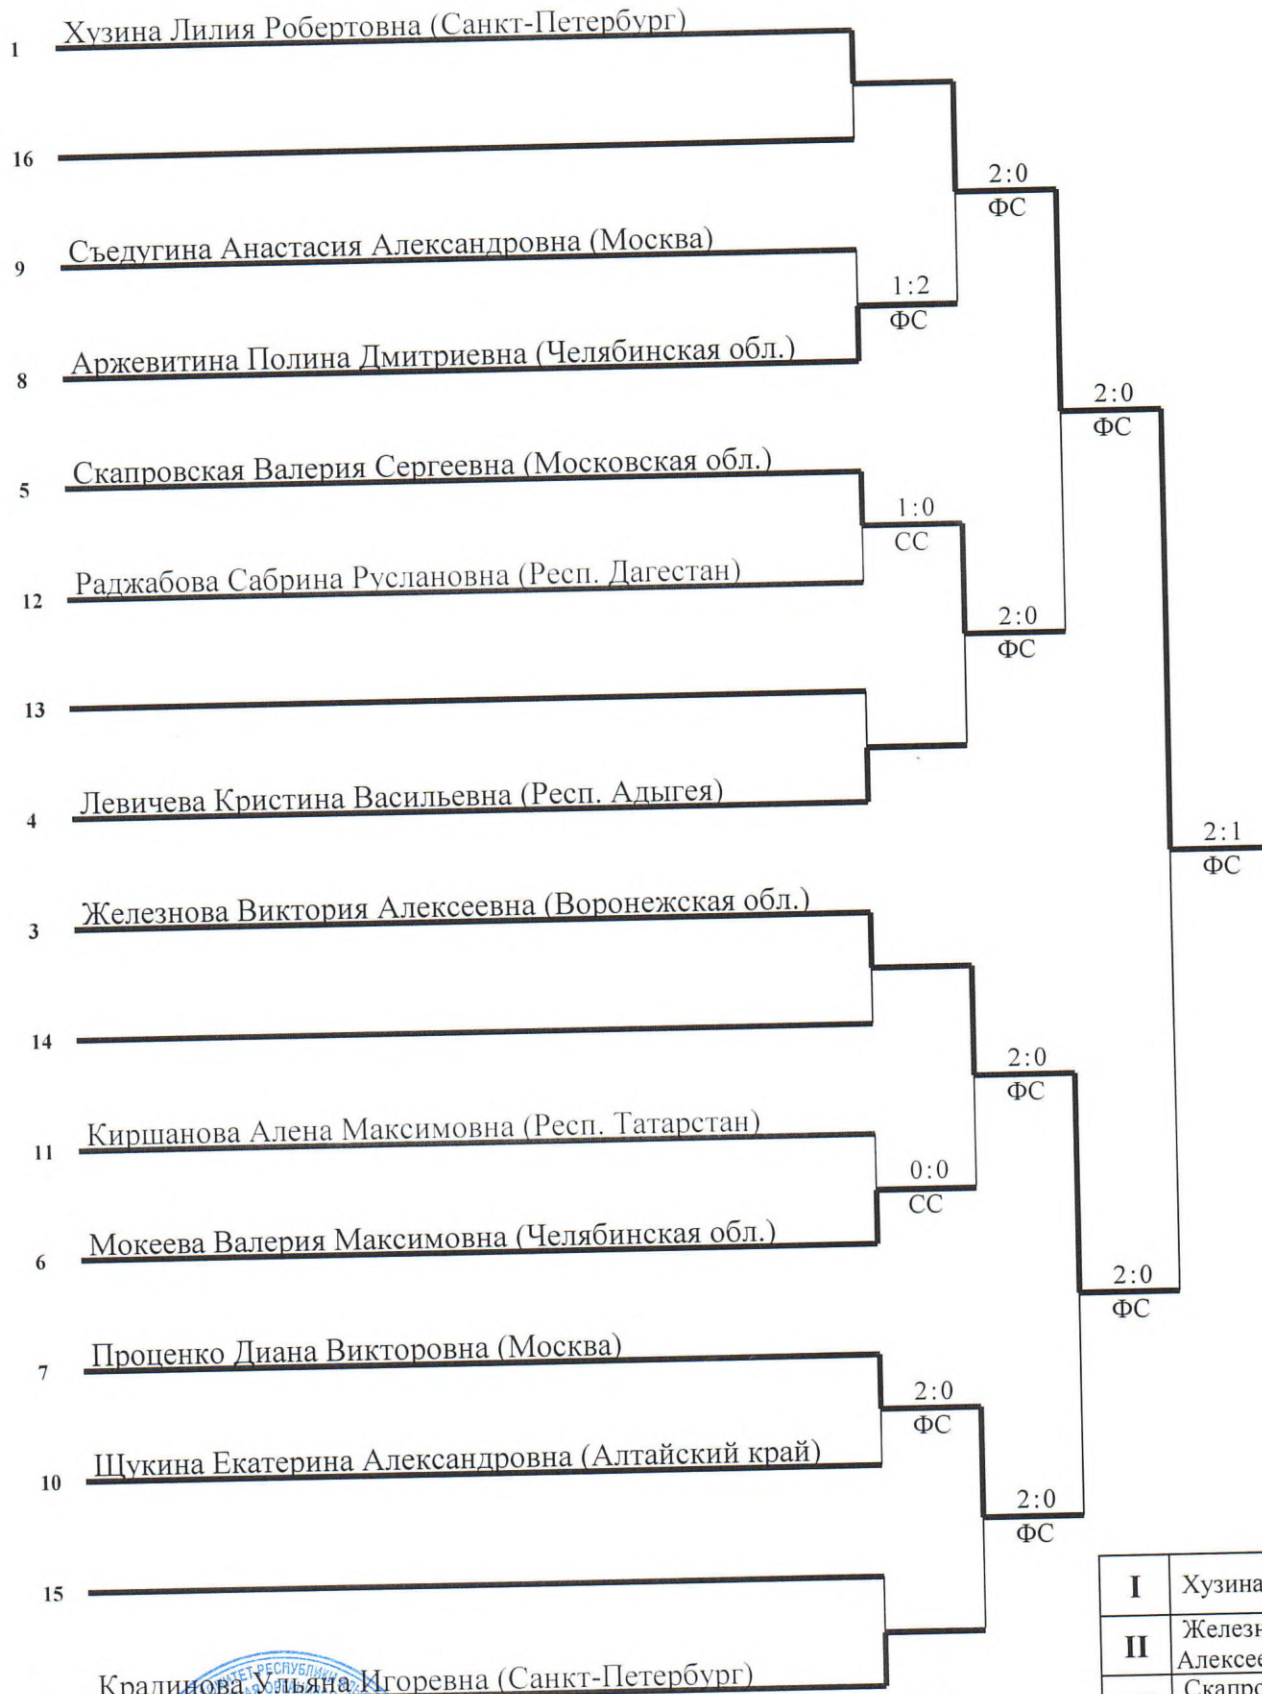 1 Хузина Лилия Робертовна (Санкт-Петербург)
16
2:0
ФС
9 Съедугина Анастасия Александровна (Москва)
1:2
ФС
8 Аржевитина Полина Дмитриевна (Челябинская обл.)
2:0
ФС
5 Скапровская Валерия Сергеевна (Московская обл.)
1:0
СС
12 Раджабова Сабрина Руслановна (Респ. Дагестан)
2:0
ФС
13
4 Левичева Кристина Васильевна (Респ. Адыгея)
2:1
ФС
3 Железнова Виктория Алексеевна (Воронежская обл.)
14
2:0
ФС
11 Киршанова Алена Максимовна (Респ. Татарстан)
0:0
СС
6 Мокеева Валерия Максимовна (Челябинская обл.)
2:0
ФС
7 Проценко Диана Викторовна (Москва)
2:0
ФС
10 Щукина Екатерина Александровна (Алтайский край)
2:0
ФС
15
I Хузина
II Железн
Алексее
Скапро
Ульяна Игоревна (Санкт-Петербург)